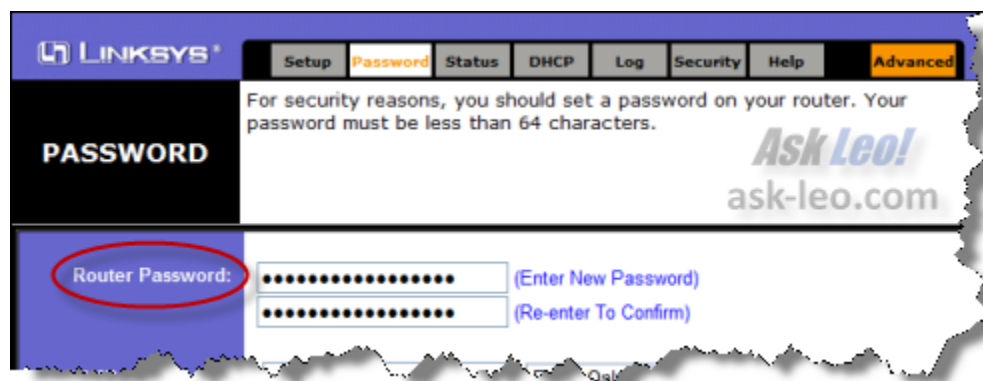 LINKSYS®
Setup Password Status DHCP Log Security Help Advanced
For security reasons, you should set a password on your router. Your
password must be less than 64 characters.
PASSWORD
Ask Leo!
ask-leo.com
Router Password:
(Enter New Password)
(Re-enter To Confirm)